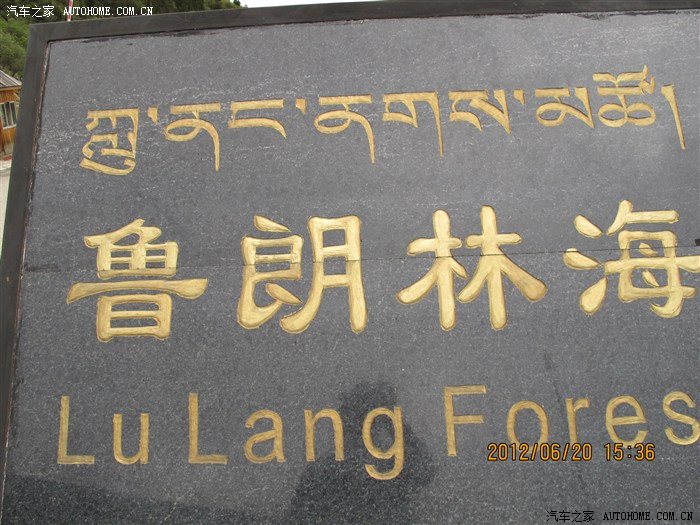 汽车之家 AUTOHOME.COM.CN
ཀླུ་ནང་ནགས་མཚོ།
鲁朗林海
Lu Lang Fores
2012/06/20 15:36
汽车之家 AUTOHOME.COM.CN